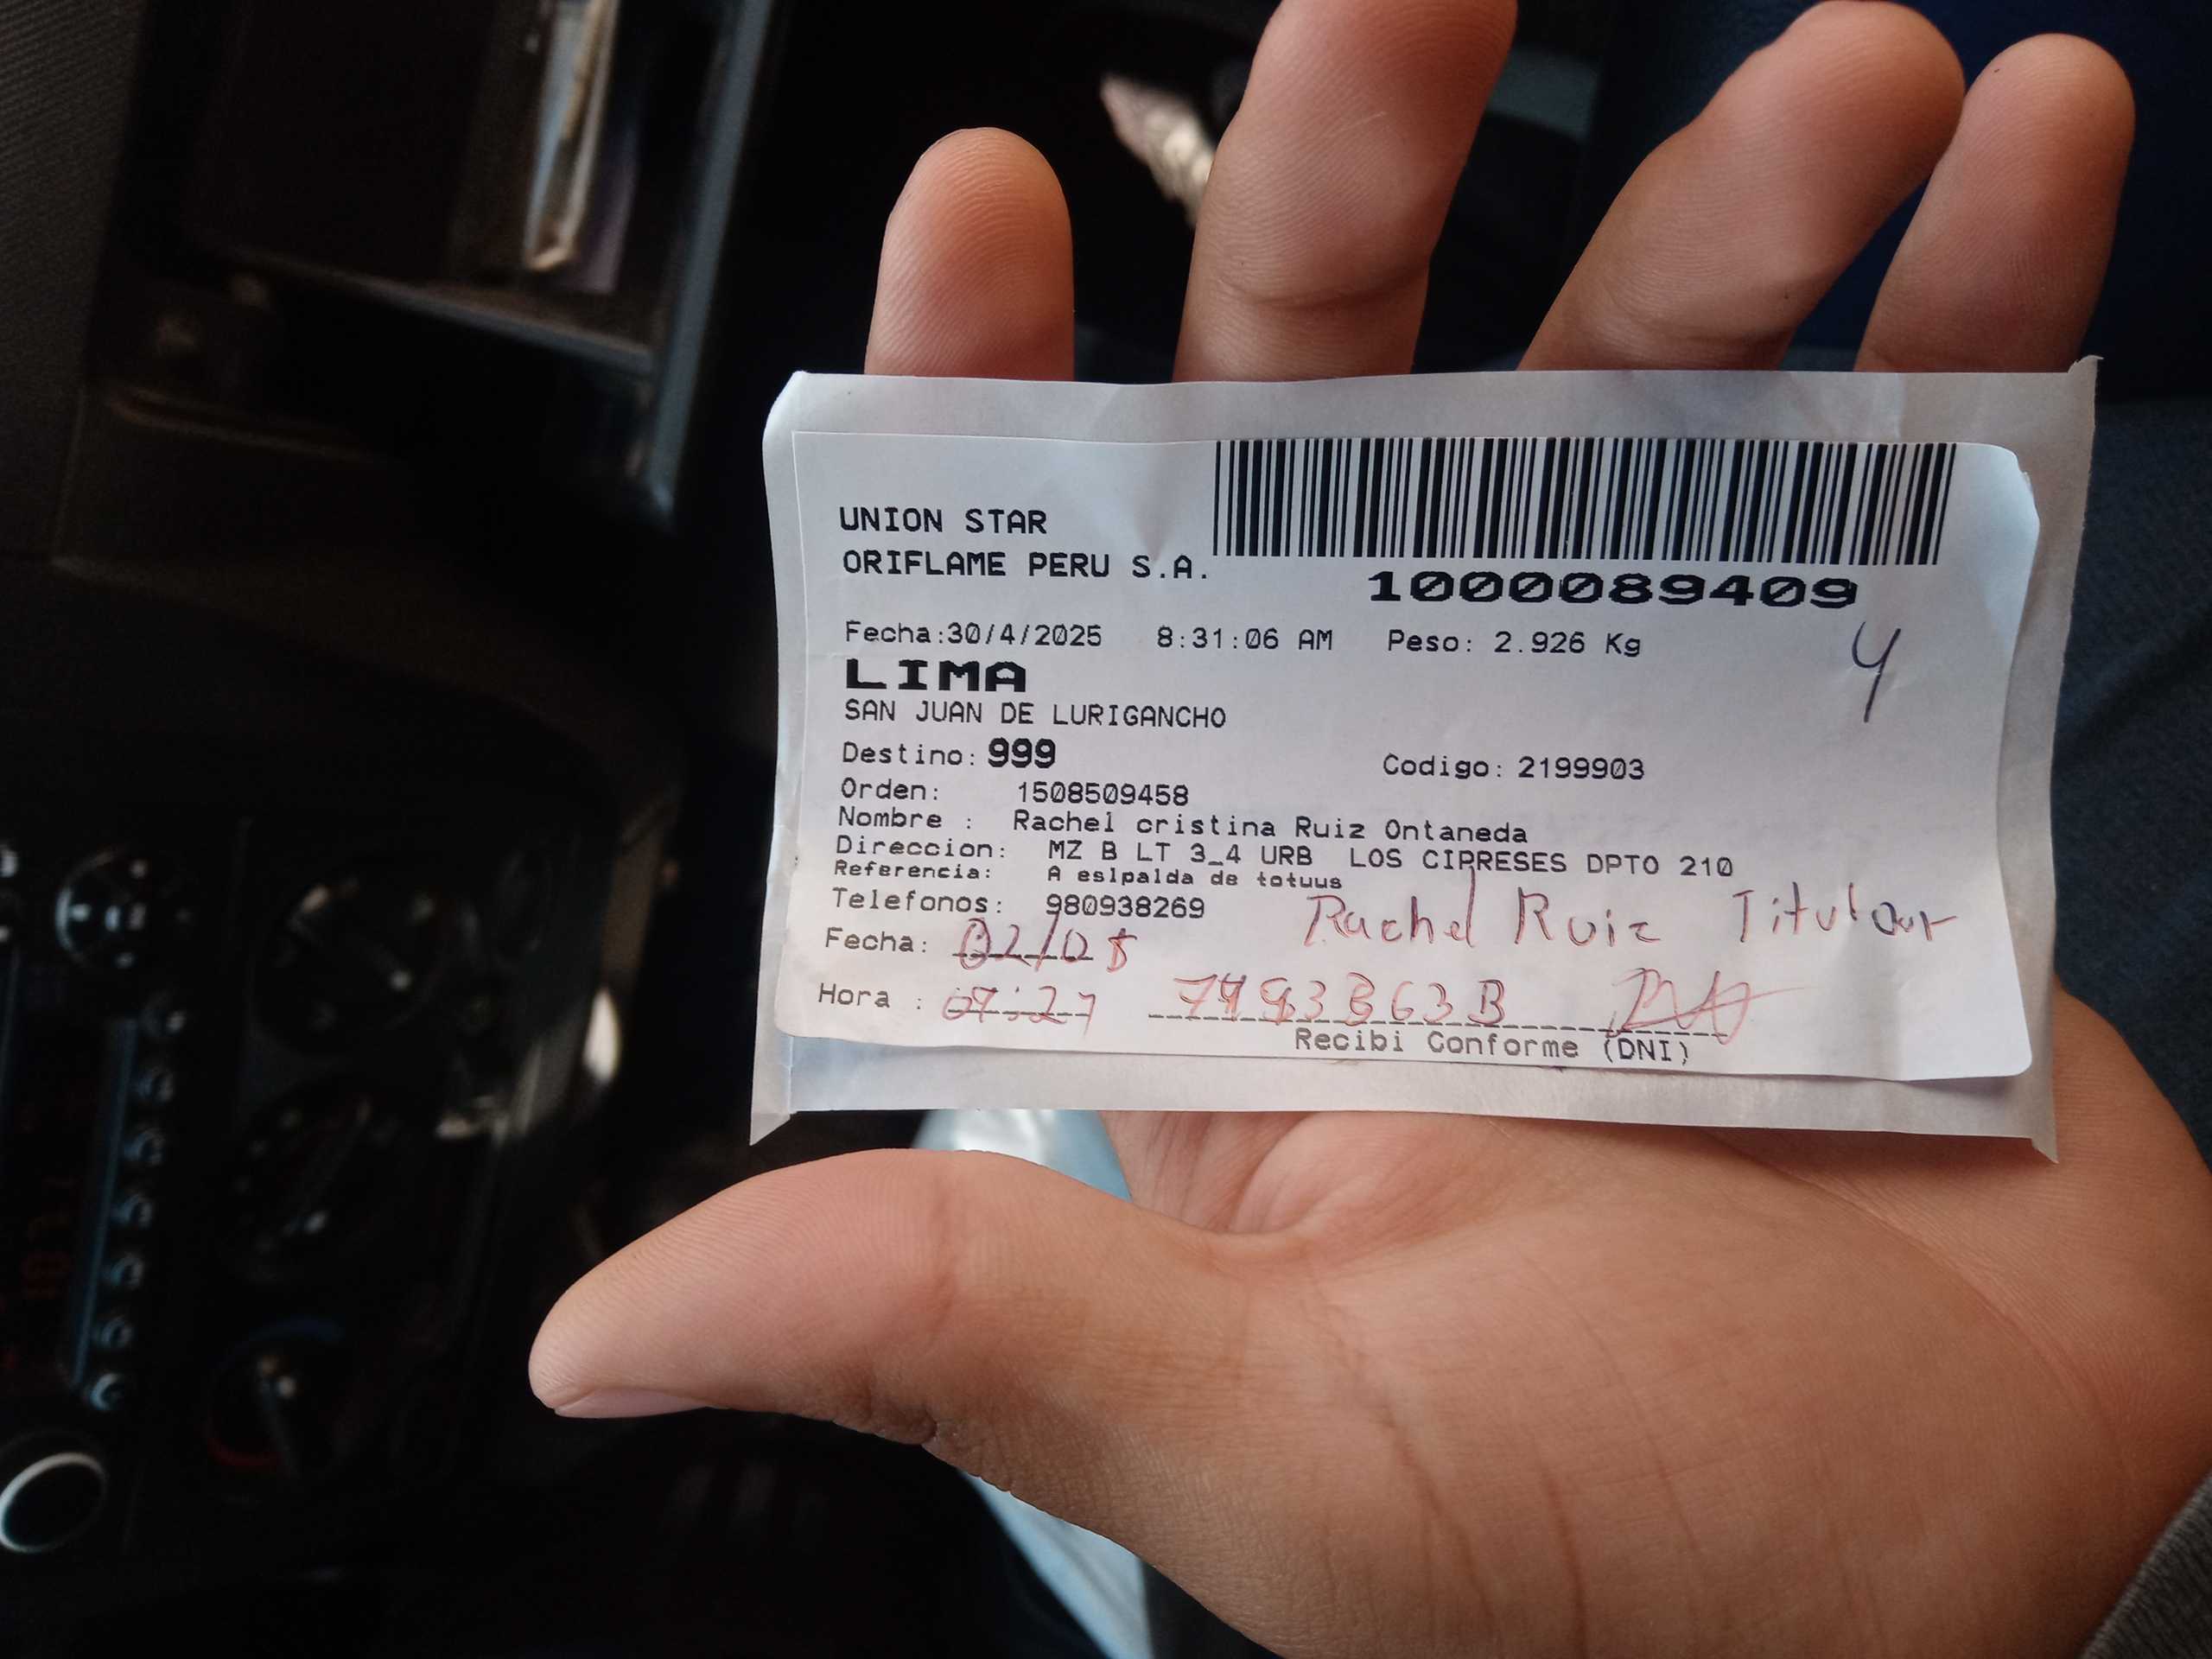 UNION STAR
ORIFLAME PERU S.A.
1000089409
Fecha:30/4/2025 8:31:06 AM Peso: 2.926 Kg
4
LIMA
SAN JUAN DE LURIGANCHO
Destino: 999 Codigo: 2199903
Orden: 1508509458
Nombre : Rachel cristina Ruiz Ontaneda
Direccion: MZ B LT 3_4 URB LOS CIPRESES DPTO 210
Referencia: A eslpalda de totuus
Telefonos: 980938269
Rachel Ruiz Titular
Fecha: 02/05
Hora :
Recibi Conforme (DNI)